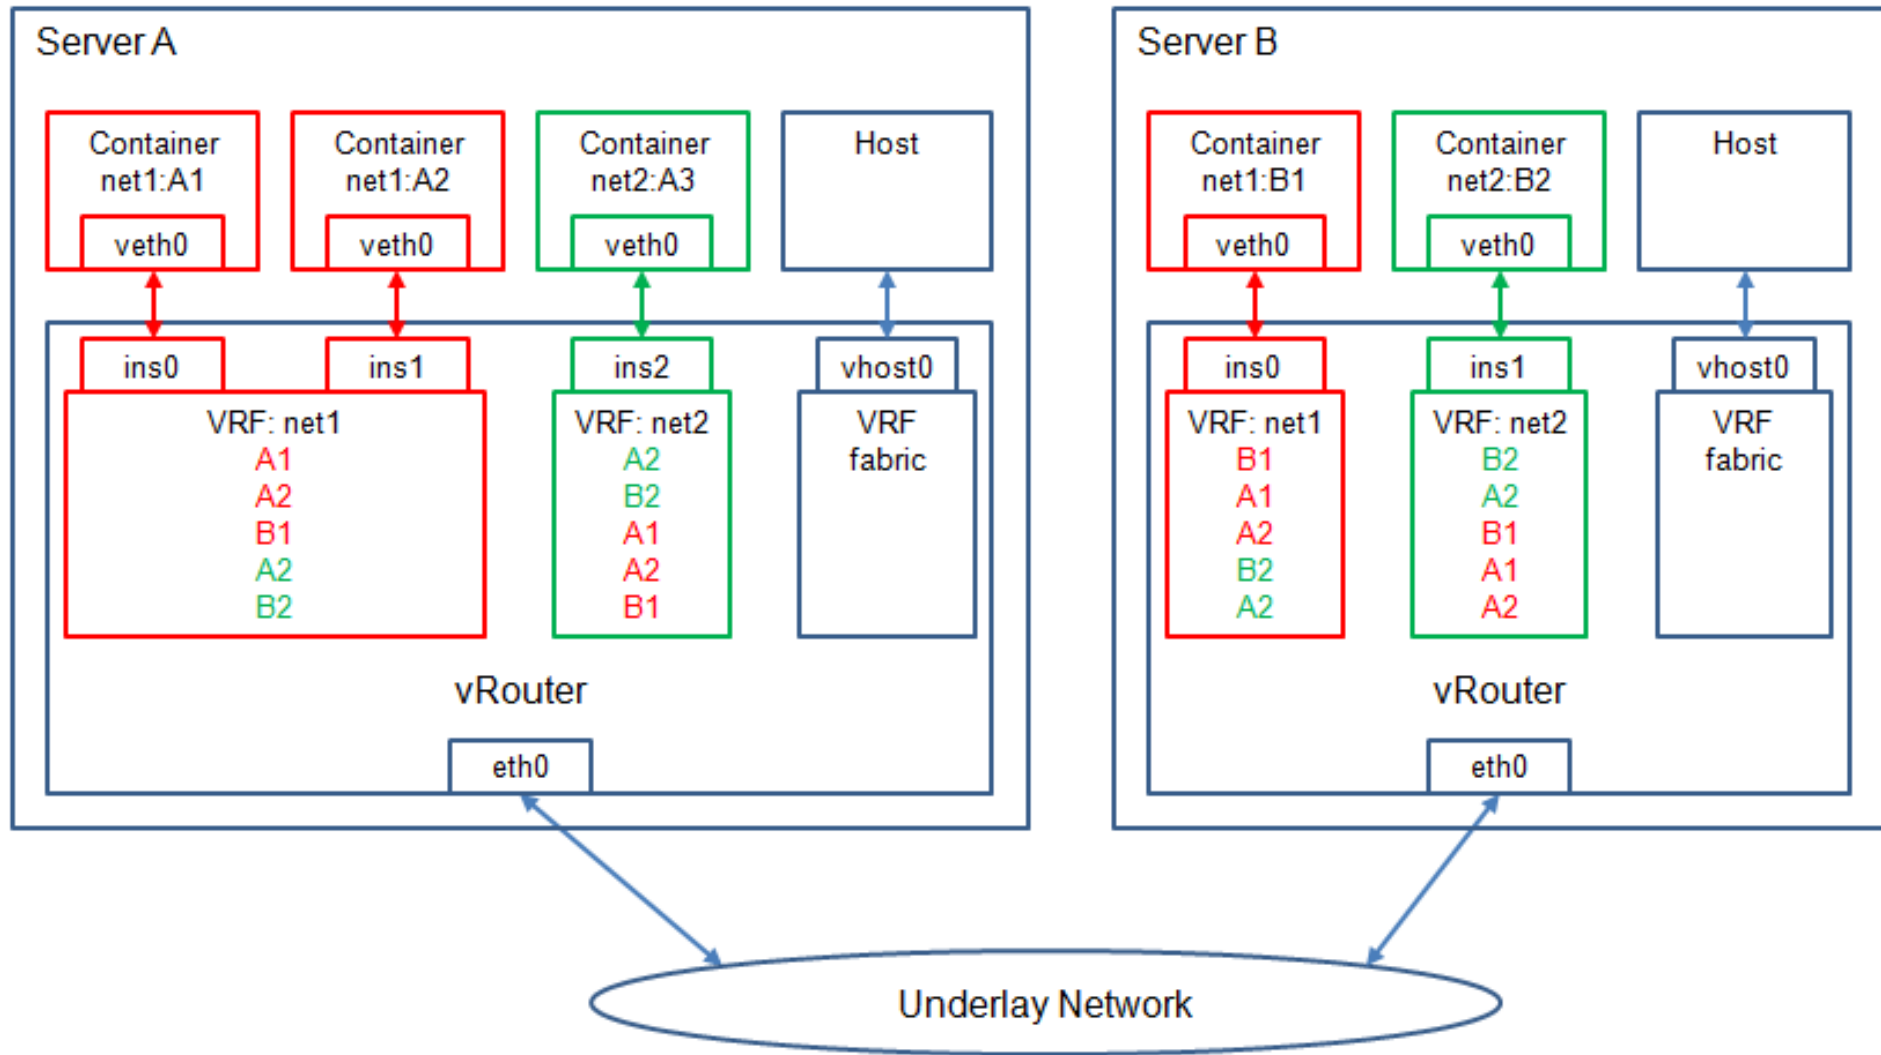 Server A
Container
net1:A1
veth0
Container
net1:A2
veth0
Container
net2:A3
veth0
Host
ins0
ins1
VRF: net1
A1
A2
B1
A2
B2
ins2
VRF: net2
A2
B2
A1
A2
B1
vhost0
VRF
fabric
vRouter
eth0
Server B
Container
net1:B1
veth0
Container
net2:B2
veth0
Host
ins0
VRF: net1
B1
A1
A2
B2
A2
ins1
VRF: net2
B2
A2
B1
A1
A2
vhost0
VRF
fabric
vRouter
eth0
Underlay Network